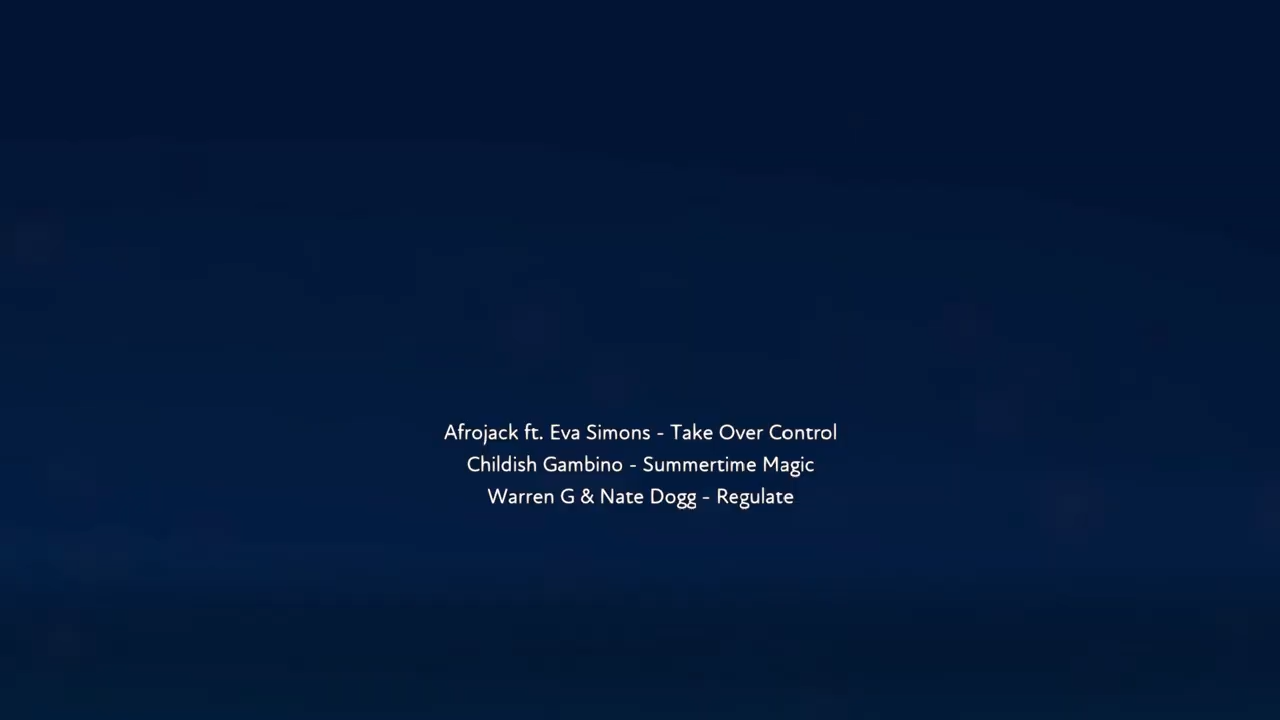 Afrojack ft. Eva Simons - Take Over Control
Childish Gambino - Summertime Magic
Warren G & Nate Dogg - Regulate